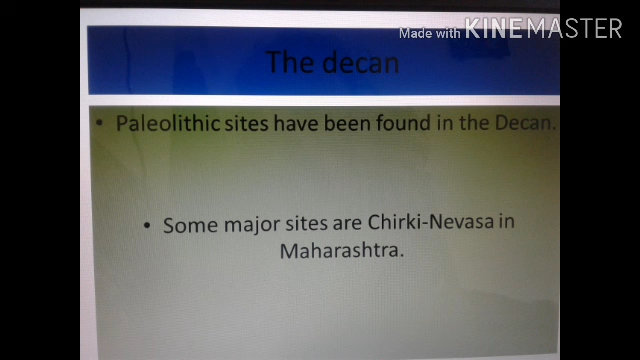 Made with KINEMASTER
The decan
• Paleolithic sites have been found in the Decan.
• Some major sites are Chirki-Nevasa in
Maharashtra.